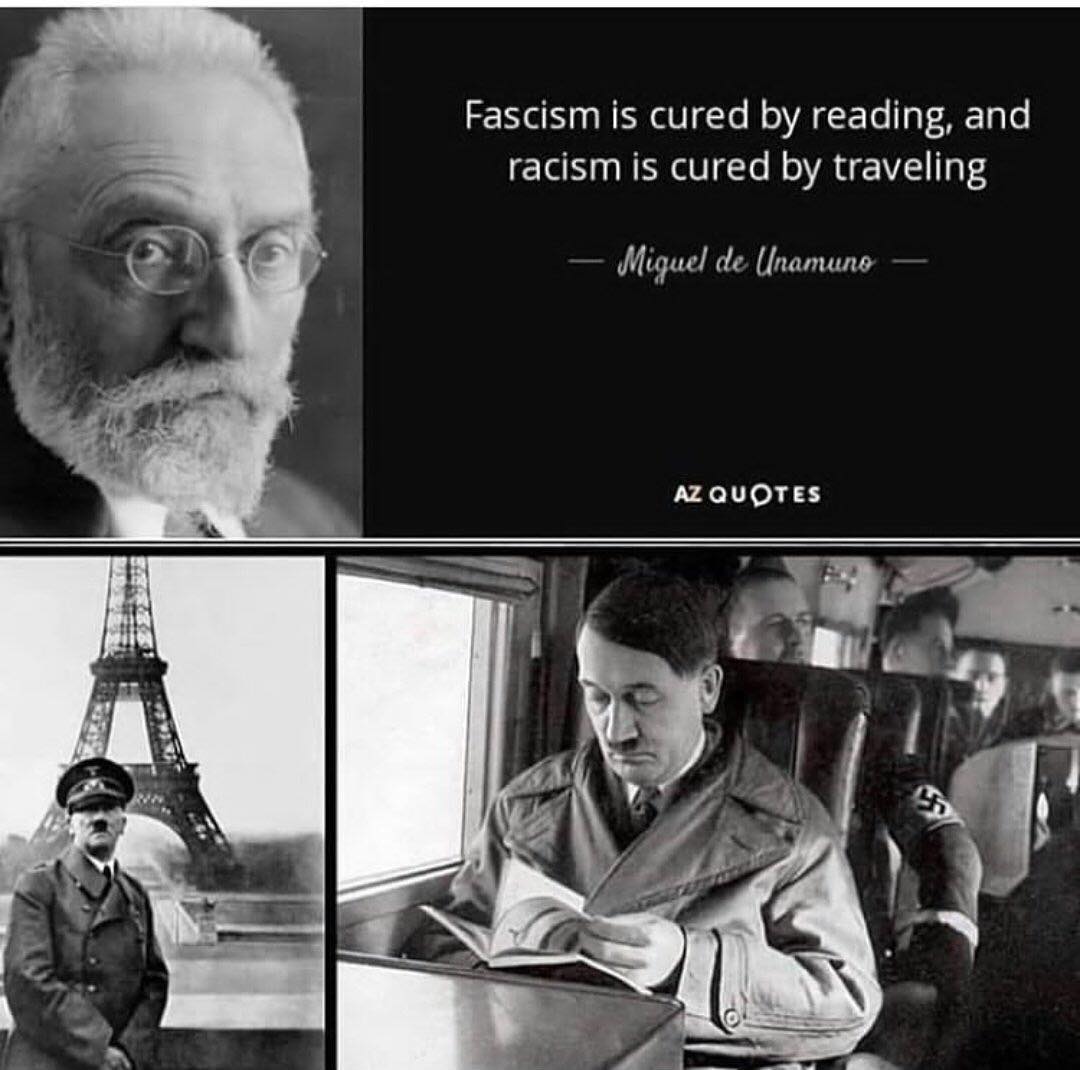 Fascism is cured by reading, and
racism is cured by traveling
— Miguel de Unamuno —
AZ QUOTES